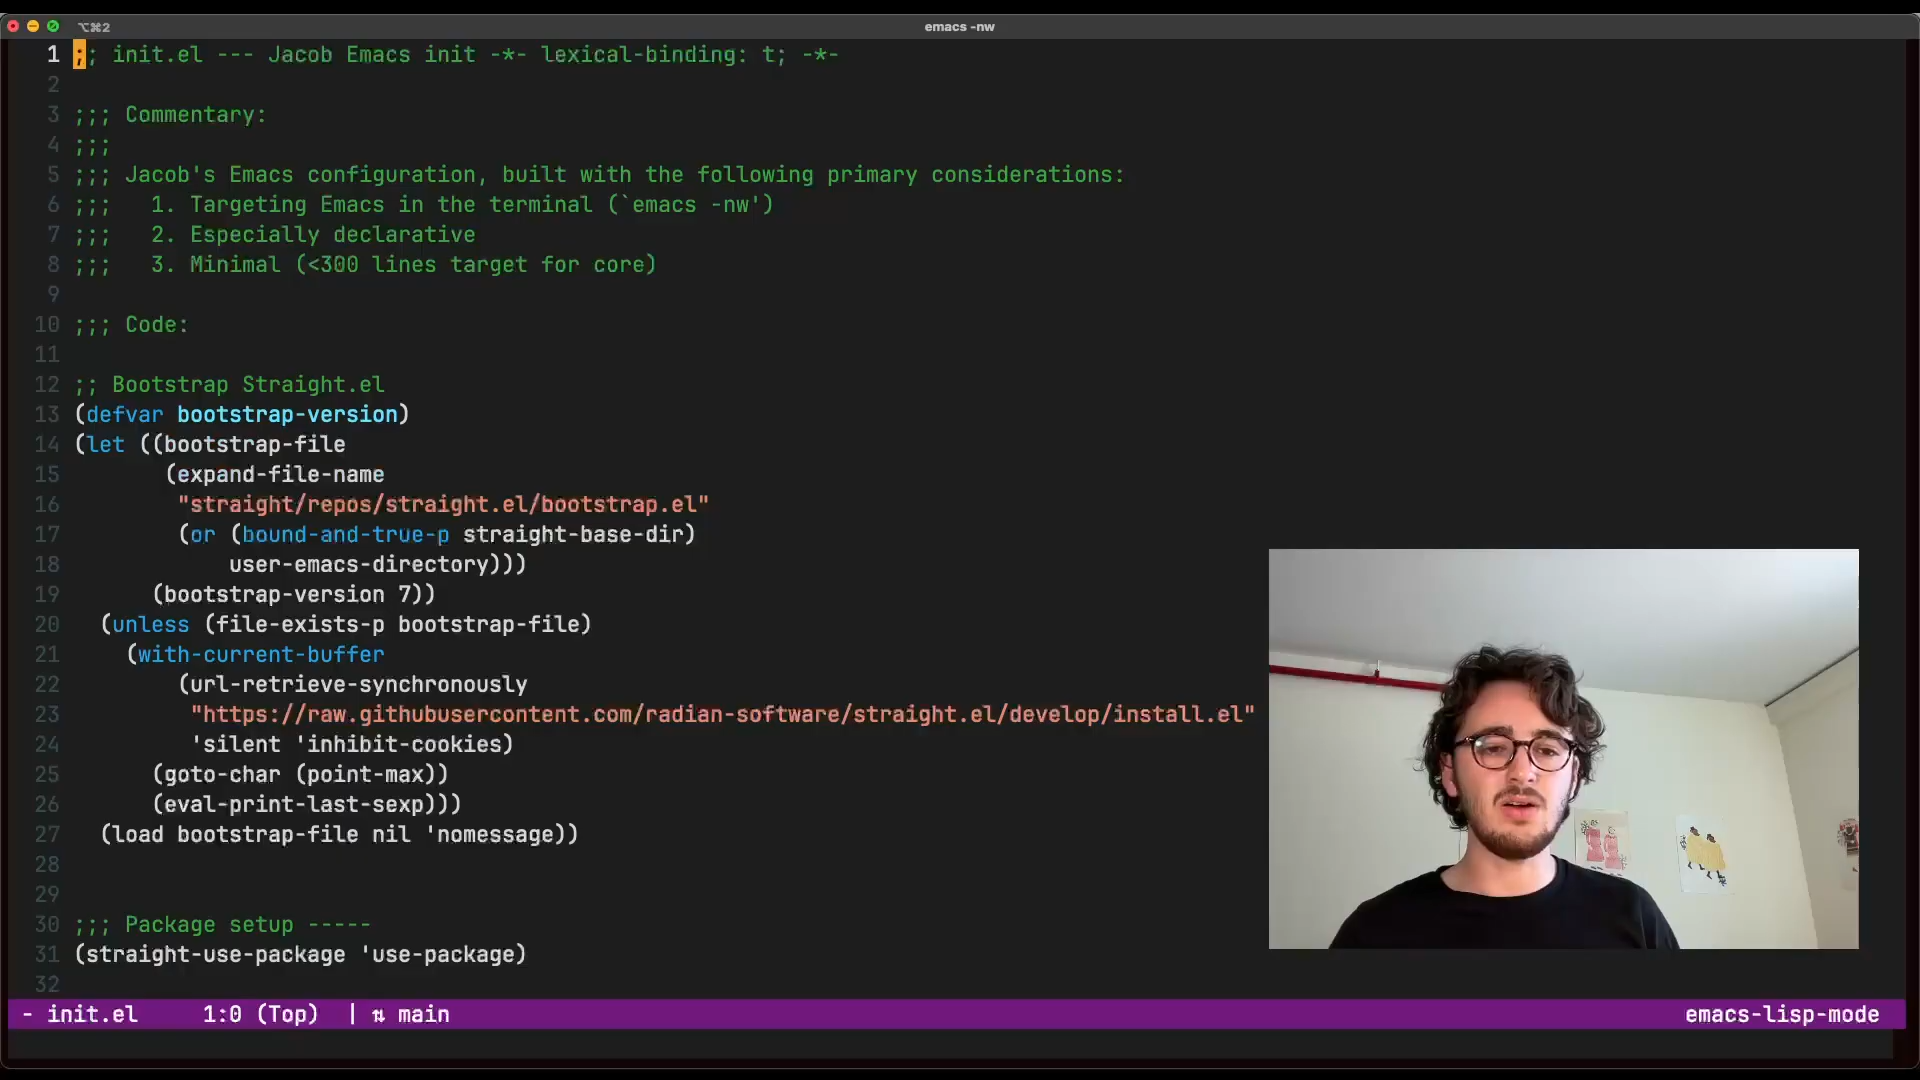 ⌥⌘2
emacs -nw
1 ;; init.el --- Jacob Emacs init -*- lexical-binding: t; -*-
2
3 ;;; Commentary:
4 ;;;
5 ;;; Jacob's Emacs configuration, built with the following primary considerations:
6 ;;;   1. Targeting Emacs in the terminal (`emacs -nw')
7 ;;;   2. Especially declarative
8 ;;;   3. Minimal (<300 lines target for core)
9
10 ;;; Code:
11
12 ;; Bootstrap Straight.el
13 (defvar bootstrap-version)
14 (let ((bootstrap-file
15        (expand-file-name
16         "straight/repos/straight.el/bootstrap.el"
17         (or (bound-and-true-p straight-base-dir)
18             user-emacs-directory)))
19       (bootstrap-version 7))
20   (unless (file-exists-p bootstrap-file)
21     (with-current-buffer
22         (url-retrieve-synchronously
23          "https://raw.githubusercontent.com/radian-software/straight.el/develop/install.el"
24          'silent 'inhibit-cookies)
25       (goto-char (point-max))
26       (eval-print-last-sexp)))
27   (load bootstrap-file nil 'nomessage))
28
29
30 ;;; Package setup -----
31 (straight-use-package 'use-package)
32
- init.el     1:0 (Top)  | ⇅ main
emacs-lisp-mode